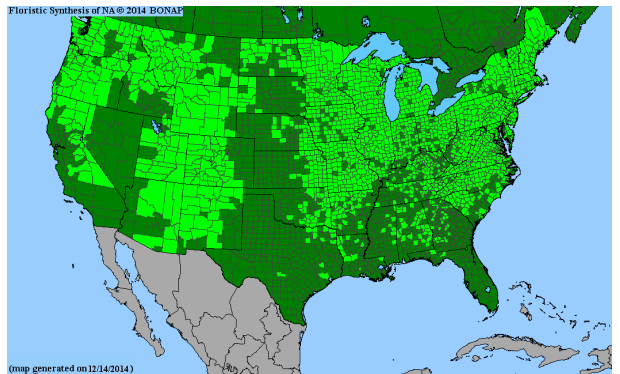 Floristic Synthesis of NA © 2014 BONAP
(map generated on 12/14/2014)